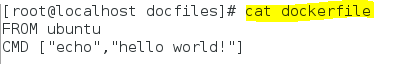 [root@localhost docfiles]# cat dockerfile
FROM ubuntu
CMD ["echo","hello world!"]